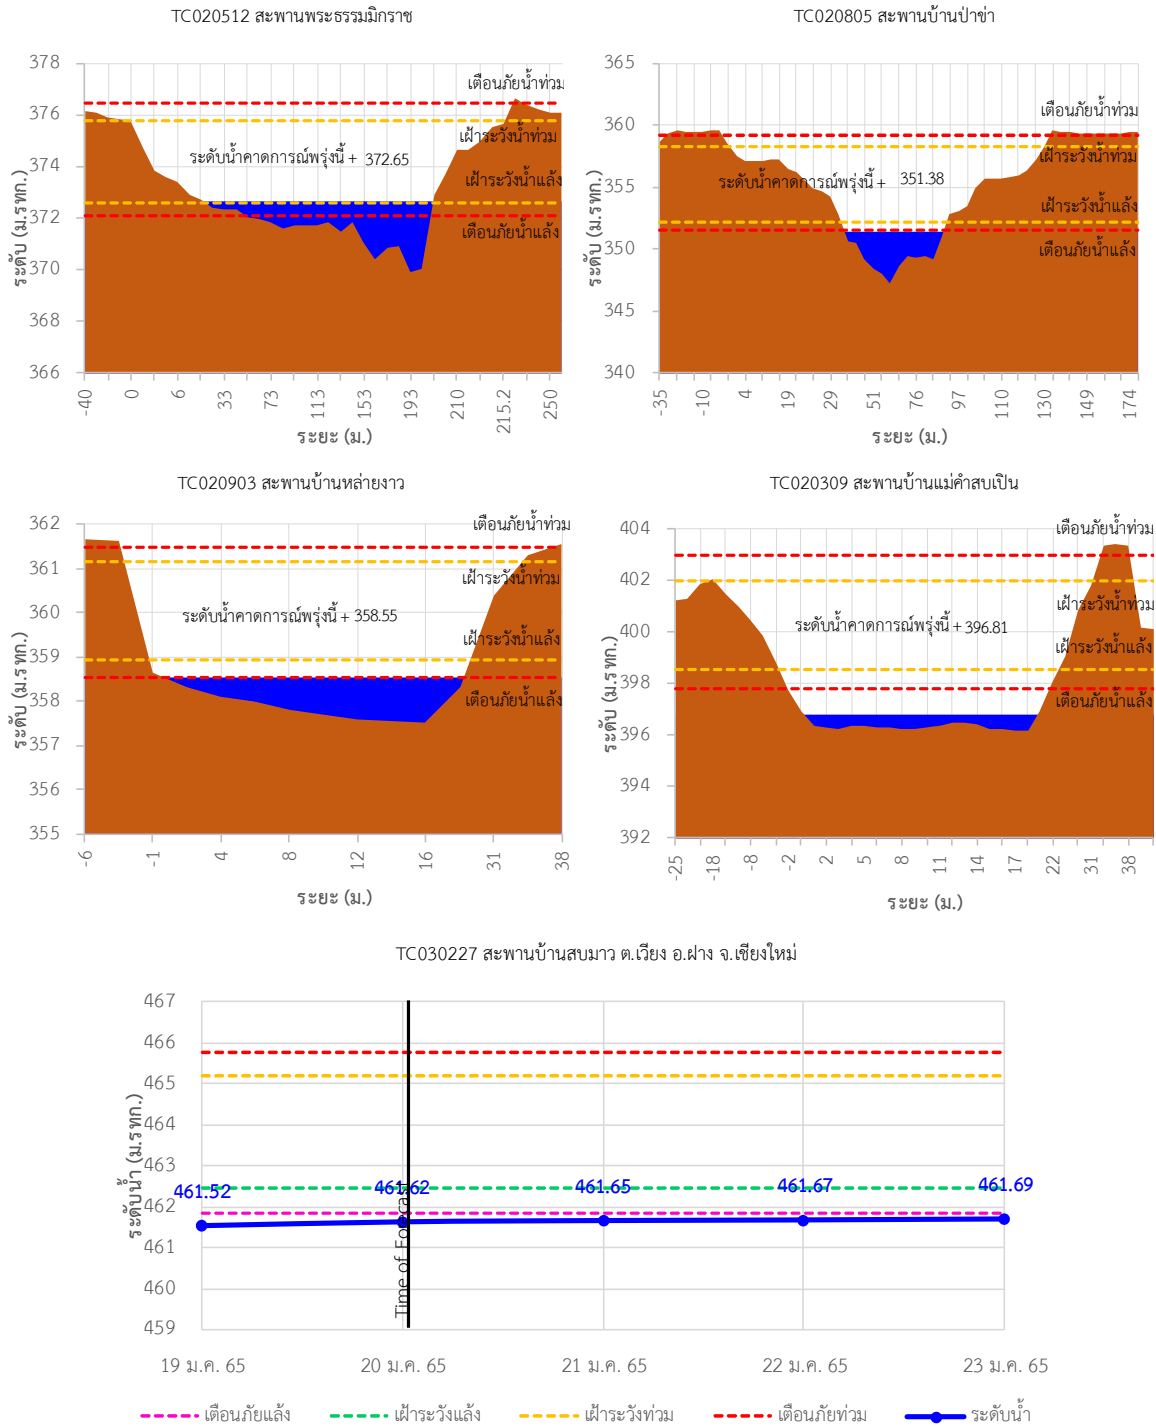 TC020512 สะพานพระธรรมมิกราช
378
376
374
372
370
368
366
ระดับ (ม.รทก.)
เตือนภัยน้ำท่วม
เฝ้าระวังน้ำท่วม
ระดับน้ำคาดการณ์พรุ่งนี้ + 372.65
เฝ้าระวังน้ำแล้ง
เตือนภัยน้ำแล้ง
-40 0 6 33 73 113 153 193 210 215.2 250
ระยะ (ม.)
TC020805 สะพานบ้านป่าข่า
365
360
355
350
345
340
ระดับ (ม.รทก.)
เตือนภัยน้ำท่วม
เฝ้าระวังน้ำท่วม
ระดับน้ำคาดการณ์พรุ่งนี้ + 351.38
เฝ้าระวังน้ำแล้ง
เตือนภัยน้ำแล้ง
-35 -10 4 19 29 51 76 97 110 130 149 174
ระยะ (ม.)
TC020903 สะพานบ้านหล่ายงาว
362
361
360
359
358
357
356
355
ระดับ (ม.รทก.)
เตือนภัยน้ำท่วม
เฝ้าระวังน้ำท่วม
ระดับน้ำคาดการณ์พรุ่งนี้ + 358.55
เฝ้าระวังน้ำแล้ง
เตือนภัยน้ำแล้ง
-6 -1 4 8 12 16 31 38
ระยะ (ม.)
TC020309 สะพานบ้านแม่คำสบเปิน
404
402
400
398
396
394
392
ระดับ (ม.รทก.)
เตือนภัยน้ำท่วม
เฝ้าระวังน้ำท่วม
ระดับน้ำคาดการณ์พรุ่งนี้ + 396.81
เฝ้าระวังน้ำแล้ง
เตือนภัยน้ำแล้ง
-25 -18 -8 -2 2 5 8 11 14 17 22 31 38
ระยะ (ม.)
TC030227 สะพานบ้านสบมาว ต.เวียง อ.ฝาง จ.เชียงใหม่
467
466
465
464
463
462
461
460
459
ระดับน้ำ (ม.รทก.)
461.52 461.62 461.65 461.67 461.69
Time of Forecast
19 ม.ค. 65 20 ม.ค. 65 21 ม.ค. 65 22 ม.ค. 65 23 ม.ค. 65
เตือนภัยแล้ง เฝ้าระวังแล้ง เฝ้าระวังท่วม เตือนภัยท่วม ระดับน้ำ